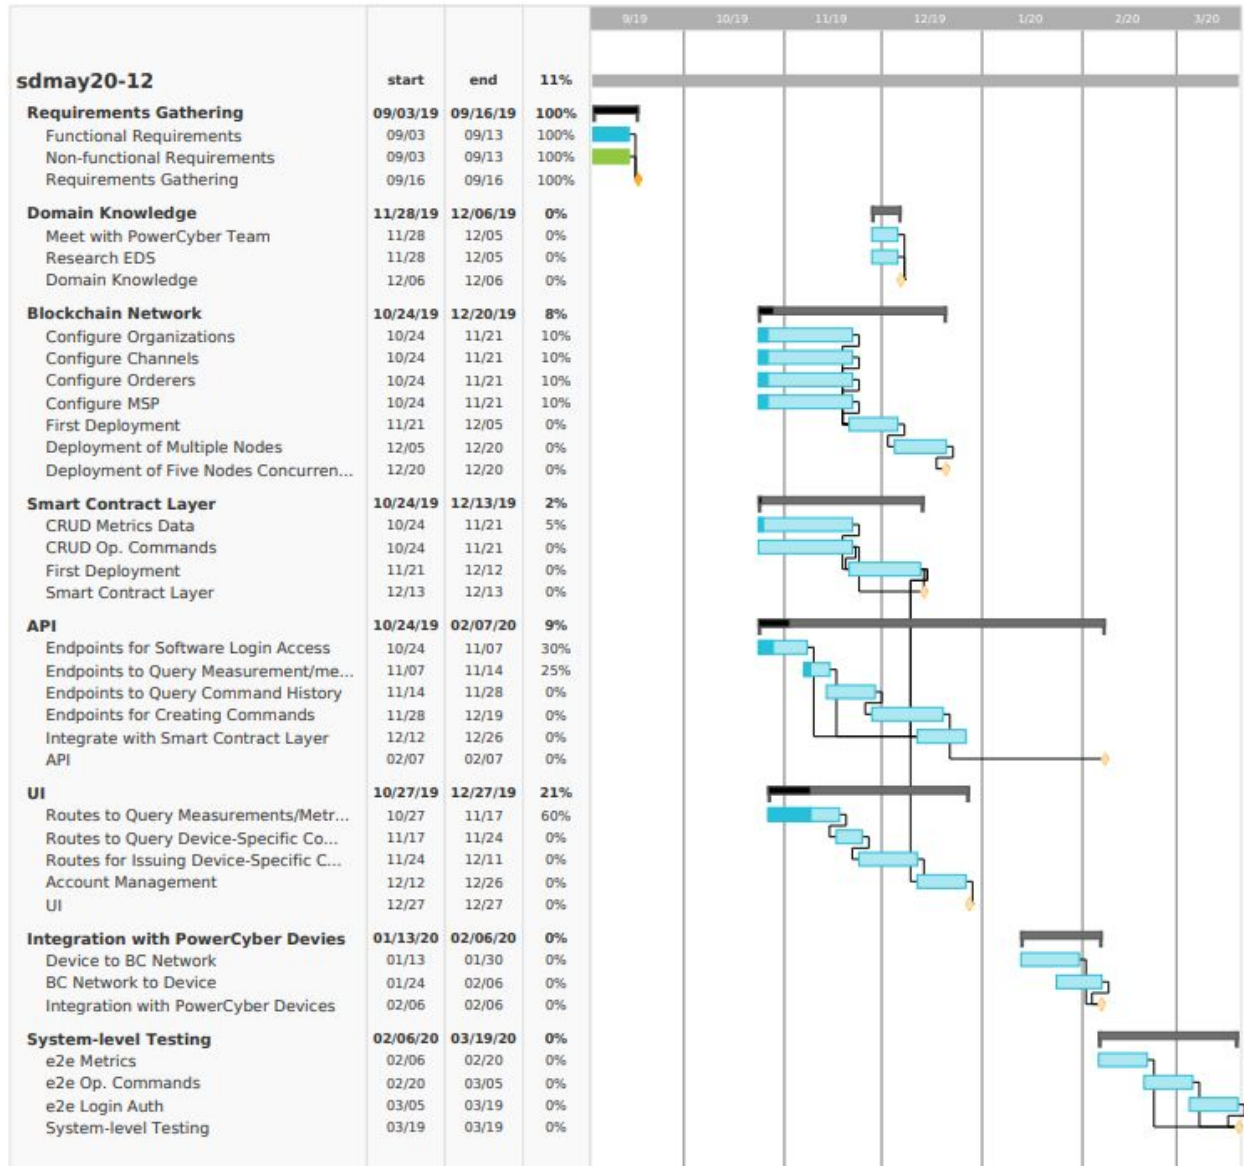 9/19 10/19 11/19 12/19 1/20 2/20 3/20
sdmay20-12 start end 11%
Requirements Gathering 09/03/19 09/16/19 100%
Functional Requirements 09/03 09/13 100%
Non-functional Requirements 09/03 09/13 100%
Requirements Gathering 09/16 09/16 100%
Domain Knowledge 11/28/19 12/06/19 0%
Meet with PowerCyber Team 11/28 12/05 0%
Research EDS 11/28 12/05 0%
Domain Knowledge 12/06 12/06 0%
Blockchain Network 10/24/19 12/20/19 8%
Configure Organizations 10/24 11/21 10%
Configure Channels 10/24 11/21 10%
Configure Orderers 10/24 11/21 10%
Configure MSP 10/24 11/21 10%
First Deployment 11/21 12/05 0%
Deployment of Multiple Nodes 12/05 12/20 0%
Deployment of Five Nodes Concurren... 12/20 12/20 0%
Smart Contract Layer 10/24/19 12/13/19 2%
CRUD Metrics Data 10/24 11/21 5%
CRUD Op. Commands 10/24 11/21 0%
First Deployment 11/21 12/12 0%
Smart Contract Layer 12/13 12/13 0%
API 10/24/19 02/07/20 9%
Endpoints for Software Login Access 10/24 11/07 30%
Endpoints to Query Measurement/me... 11/07 11/14 25%
Endpoints to Query Command History 11/14 11/28 0%
Endpoints for Creating Commands 11/28 12/19 0%
Integrate with Smart Contract Layer 12/12 12/26 0%
API 02/07 02/07 0%
UI 10/27/19 12/27/19 21%
Routes to Query Measurements/Metr... 10/27 11/17 60%
Routes to Query Device-Specific Co... 11/17 11/24 0%
Routes for Issuing Device-Specific C... 11/24 12/11 0%
Account Management 12/12 12/26 0%
UI 12/27 12/27 0%
Integration with PowerCyber Devies 01/13/20 02/06/20 0%
Device to BC Network 01/13 01/30 0%
BC Network to Device 01/24 02/06 0%
Integration with PowerCyber Devices 02/06 02/06 0%
System-level Testing 02/06/20 03/19/20 0%
e2e Metrics 02/06 02/20 0%
e2e Op. Commands 02/20 03/05 0%
e2e Login Auth 03/05 03/19 0%
System-level Testing 03/19 03/19 0%